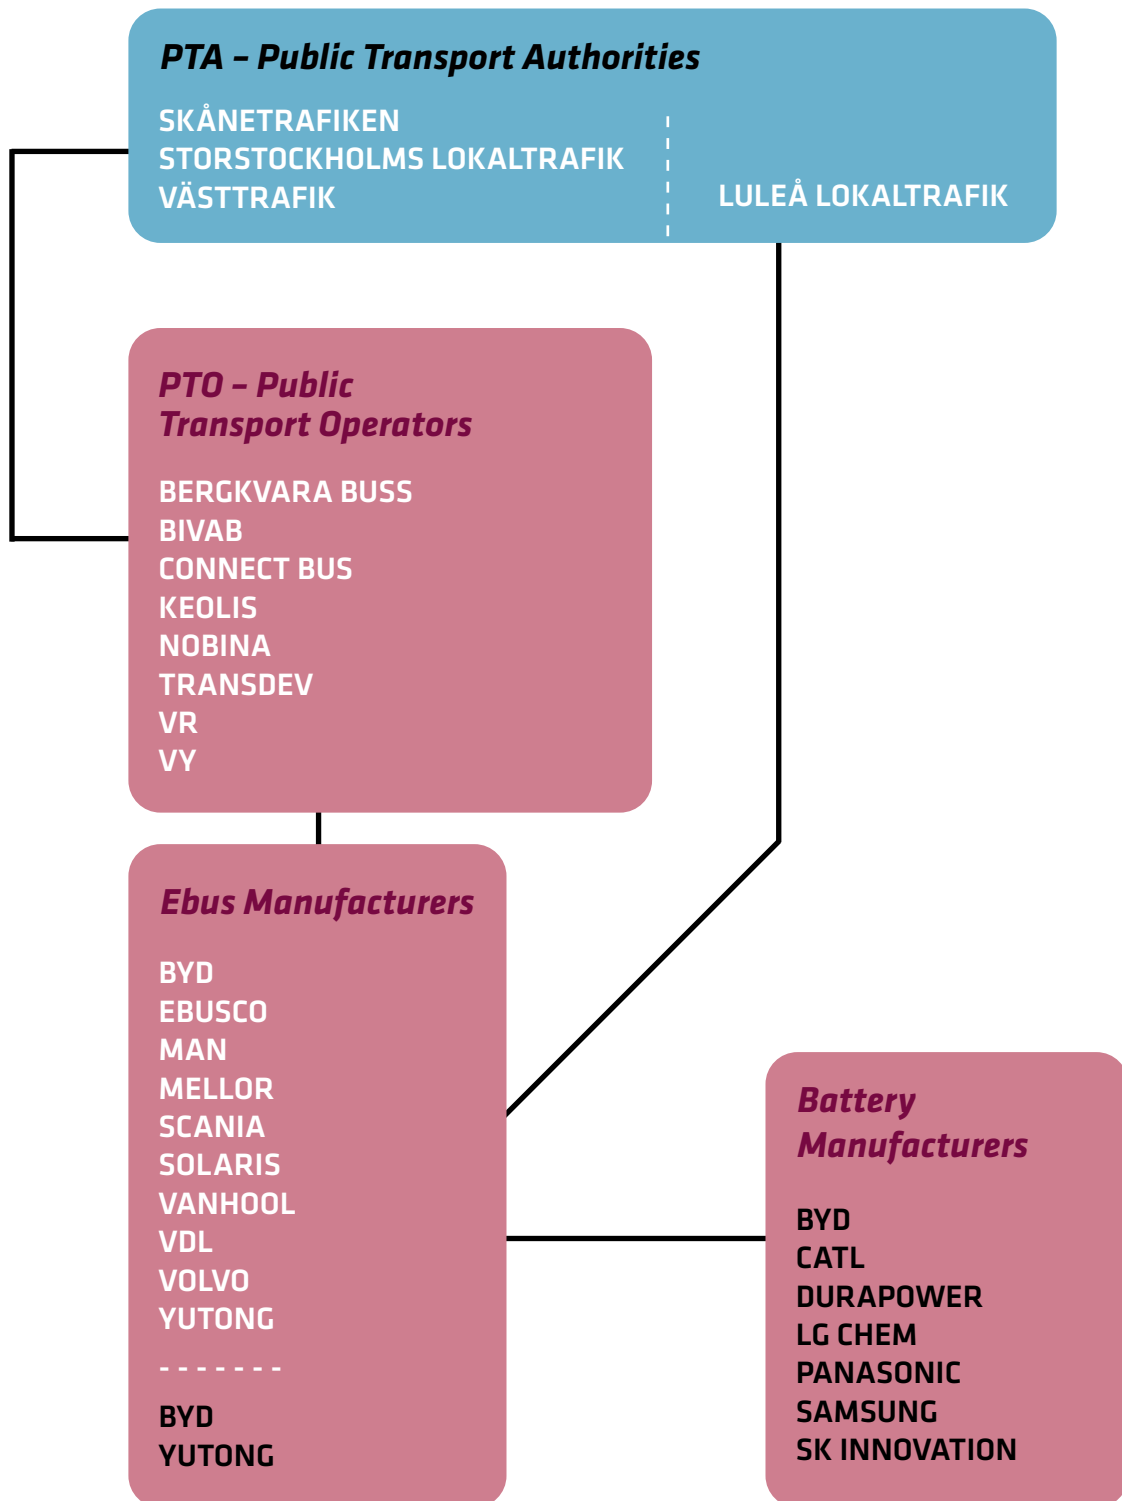 PTA – Public Transport Authorities
SKÅNETRAFIKEN
STORSTOCKHOLMS LOKALTRAFIK
VÄSTTRAFIK
LULEÅ LOKALTRAFIK
PTO – Public
Transport Operators
BERGKVARA BUSS
BIVAB
CONNECT BUS
KEOLIS
NOBINA
TRANSDEV
VR
VY
Ebus Manufacturers
BYD
EBUSCO
MAN
MELLOR
SCANIA
SOLARIS
VANHOOL
VDL
VOLVO
YUTONG
- - - - - - -
BYD
YUTONG
Battery
Manufacturers
BYD
CATL
DURAPOWER
LG CHEM
PANASONIC
SAMSUNG
SK INNOVATION